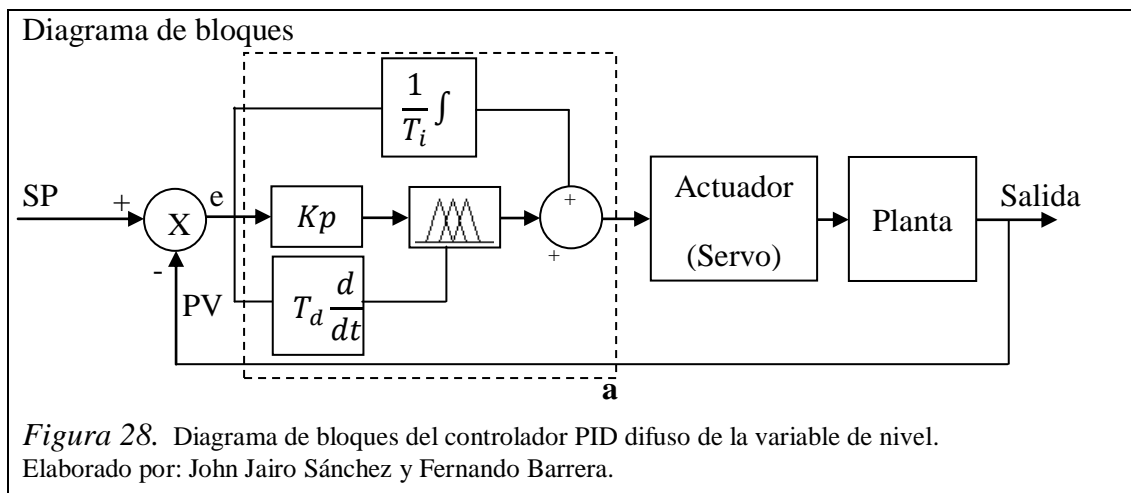 Diagrama de bloques
1/T_i ∫
SP
+
X
-
e
Kp
+
+
T_d d/dt
PV
Actuador
(Servo)
Planta
Salida
a
Figura 28. Diagrama de bloques del controlador PID difuso de la variable de nivel.
Elaborado por: John Jairo Sánchez y Fernando Barrera.